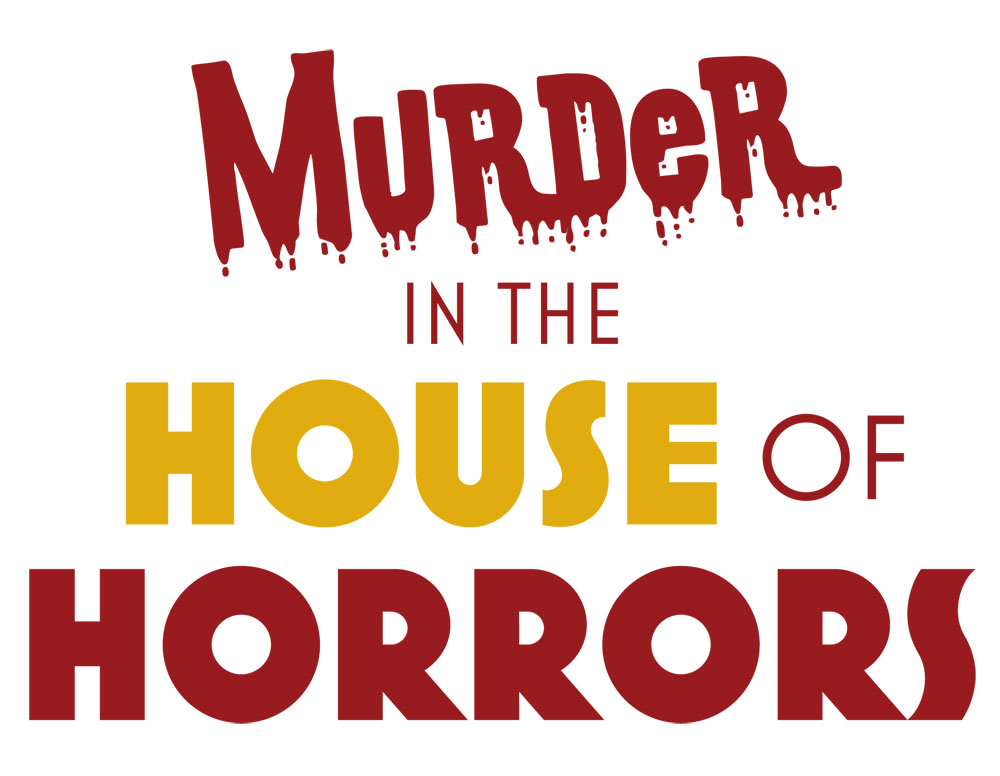 MURDeR
IN THE
HOUSE OF
HORRORS